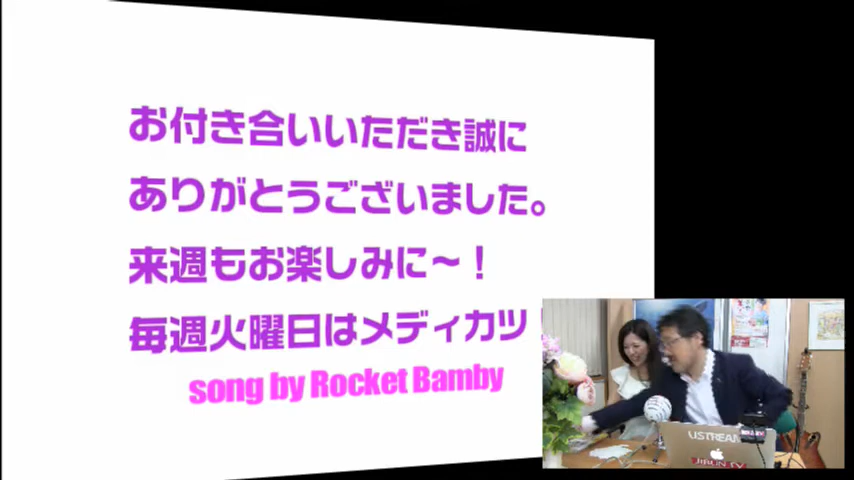 お付き合いいただき誠に
ありがとうございました。
来週もお楽しみに～！
毎週火曜日はメディカツ！
song by Rocket Bamby
USTREAM